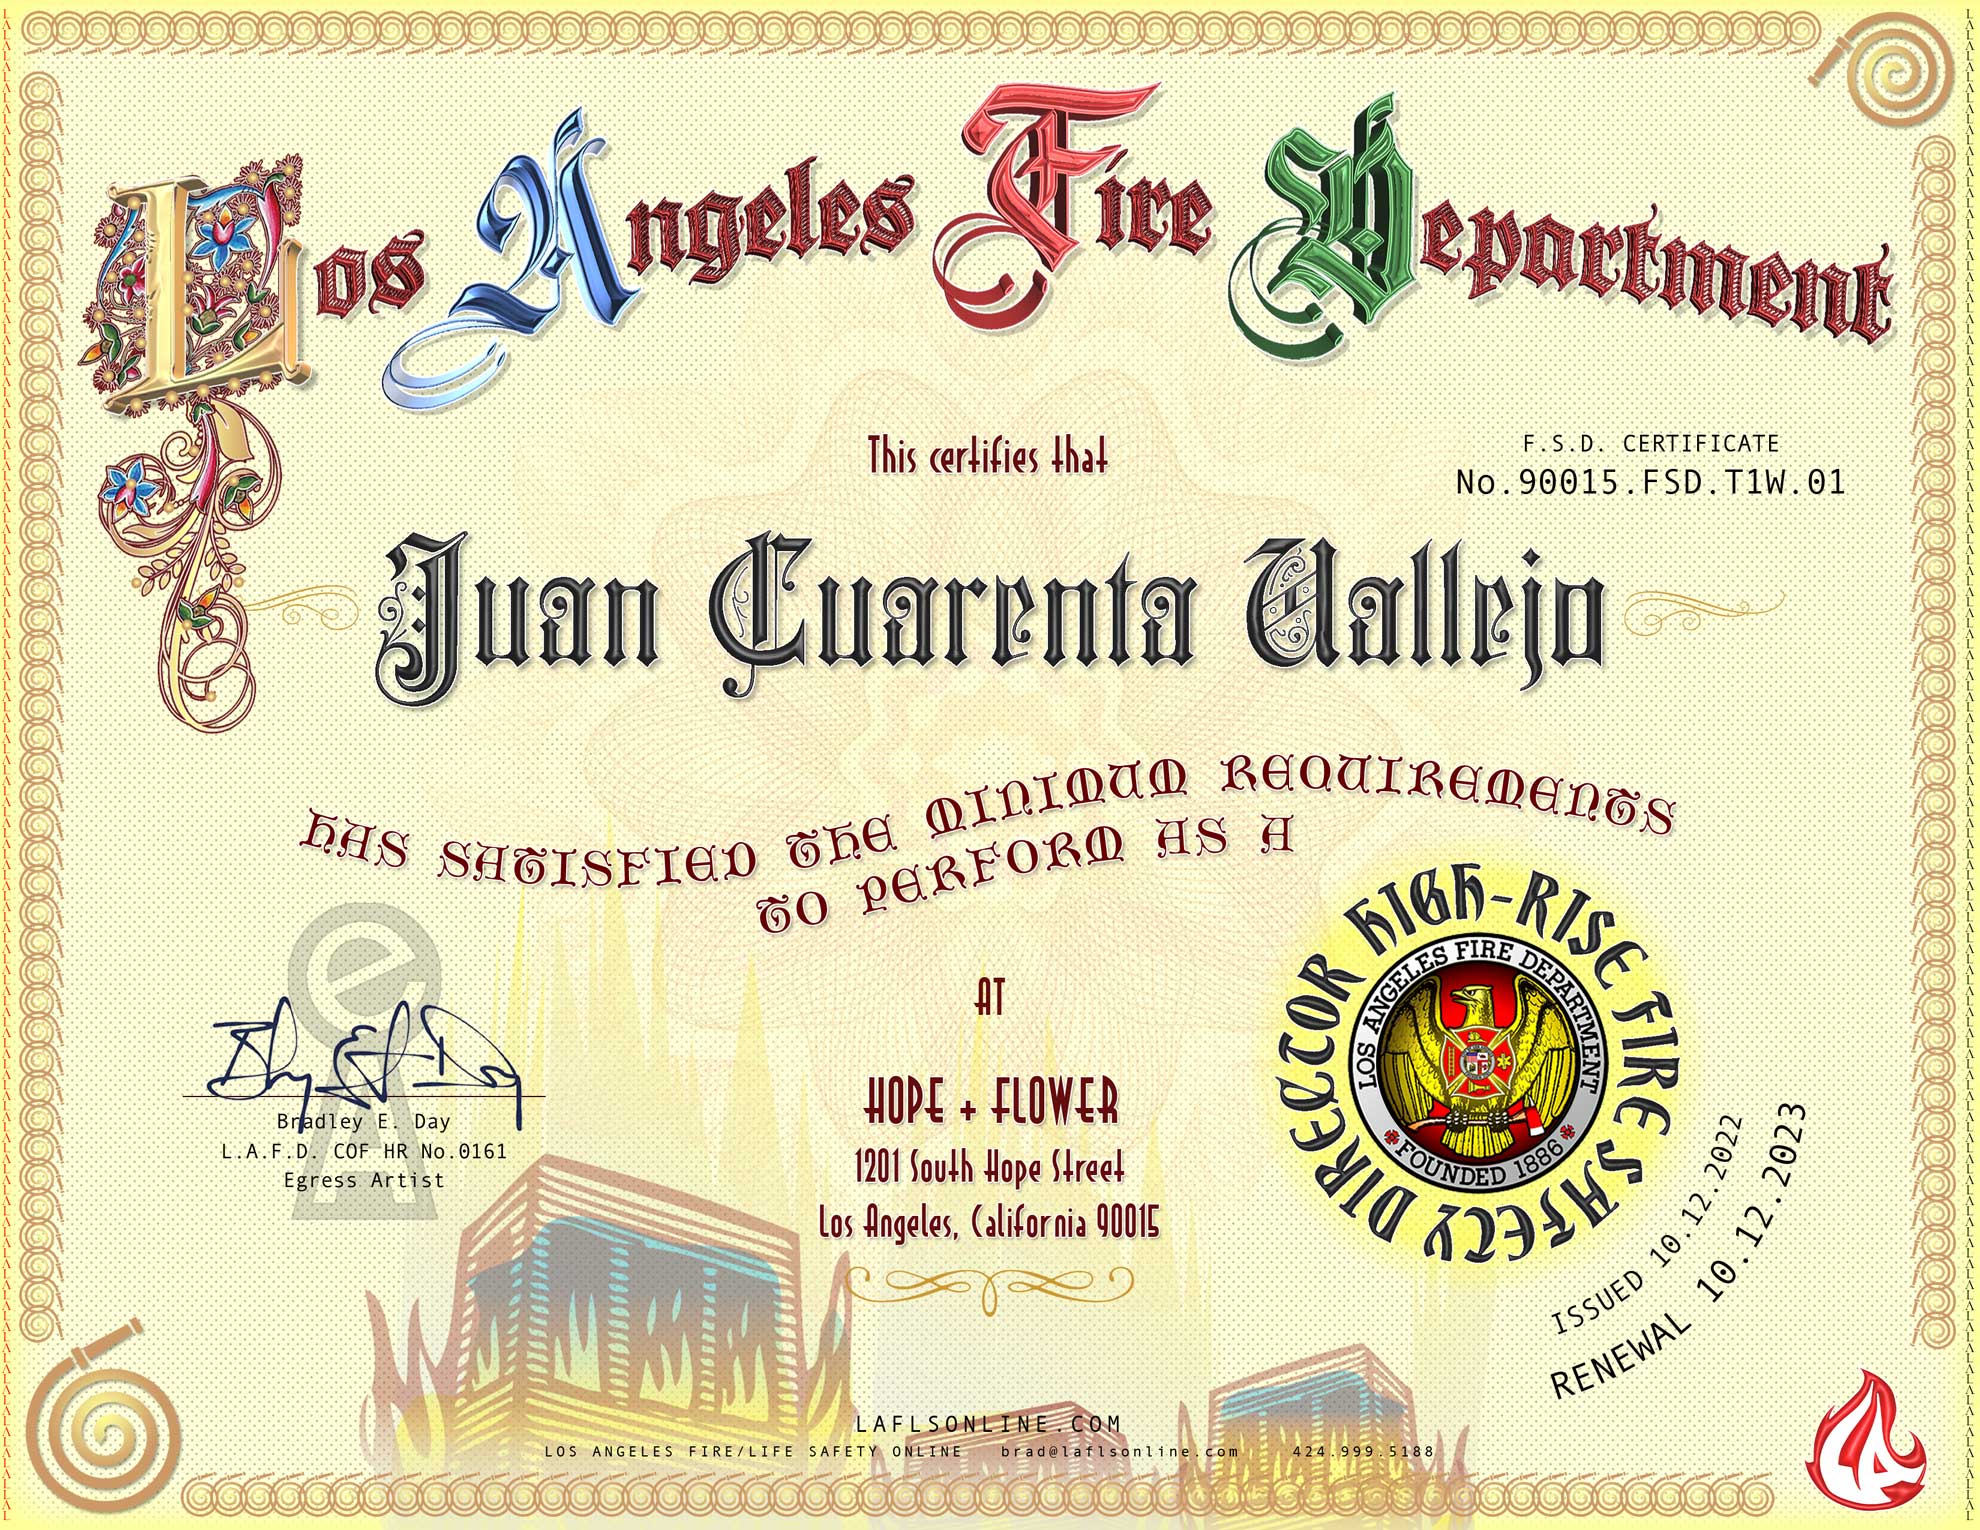 Los Angeles Fire Department
This certifies that
F.S.D. CERTIFICATE
No.90015.FSD.T1W.01
Juan Cuarenta Vallejo
HAS SATISFIED THE MINIMUM REQUIREMENTS
TO PERFORM AS A
HIGH-RISE FIRE SAFETY DIRECTOR
LOS ANGELES FIRE DEPARTMENT
FOUNDED 1886
AT
HOPE + FLOWER
1201 South Hope Street
Los Angeles, California 90015
eA
Bradley E. Day
L.A.F.D. COF HR No.0161
Egress Artist
ISSUED 10.12.2022
RENEWAL 10.12.2023
LAFLSONLINE.COM
LOS ANGELES FIRE/LIFE SAFETY ONLINE brad@laflsonline.com 424.999.5188
LA